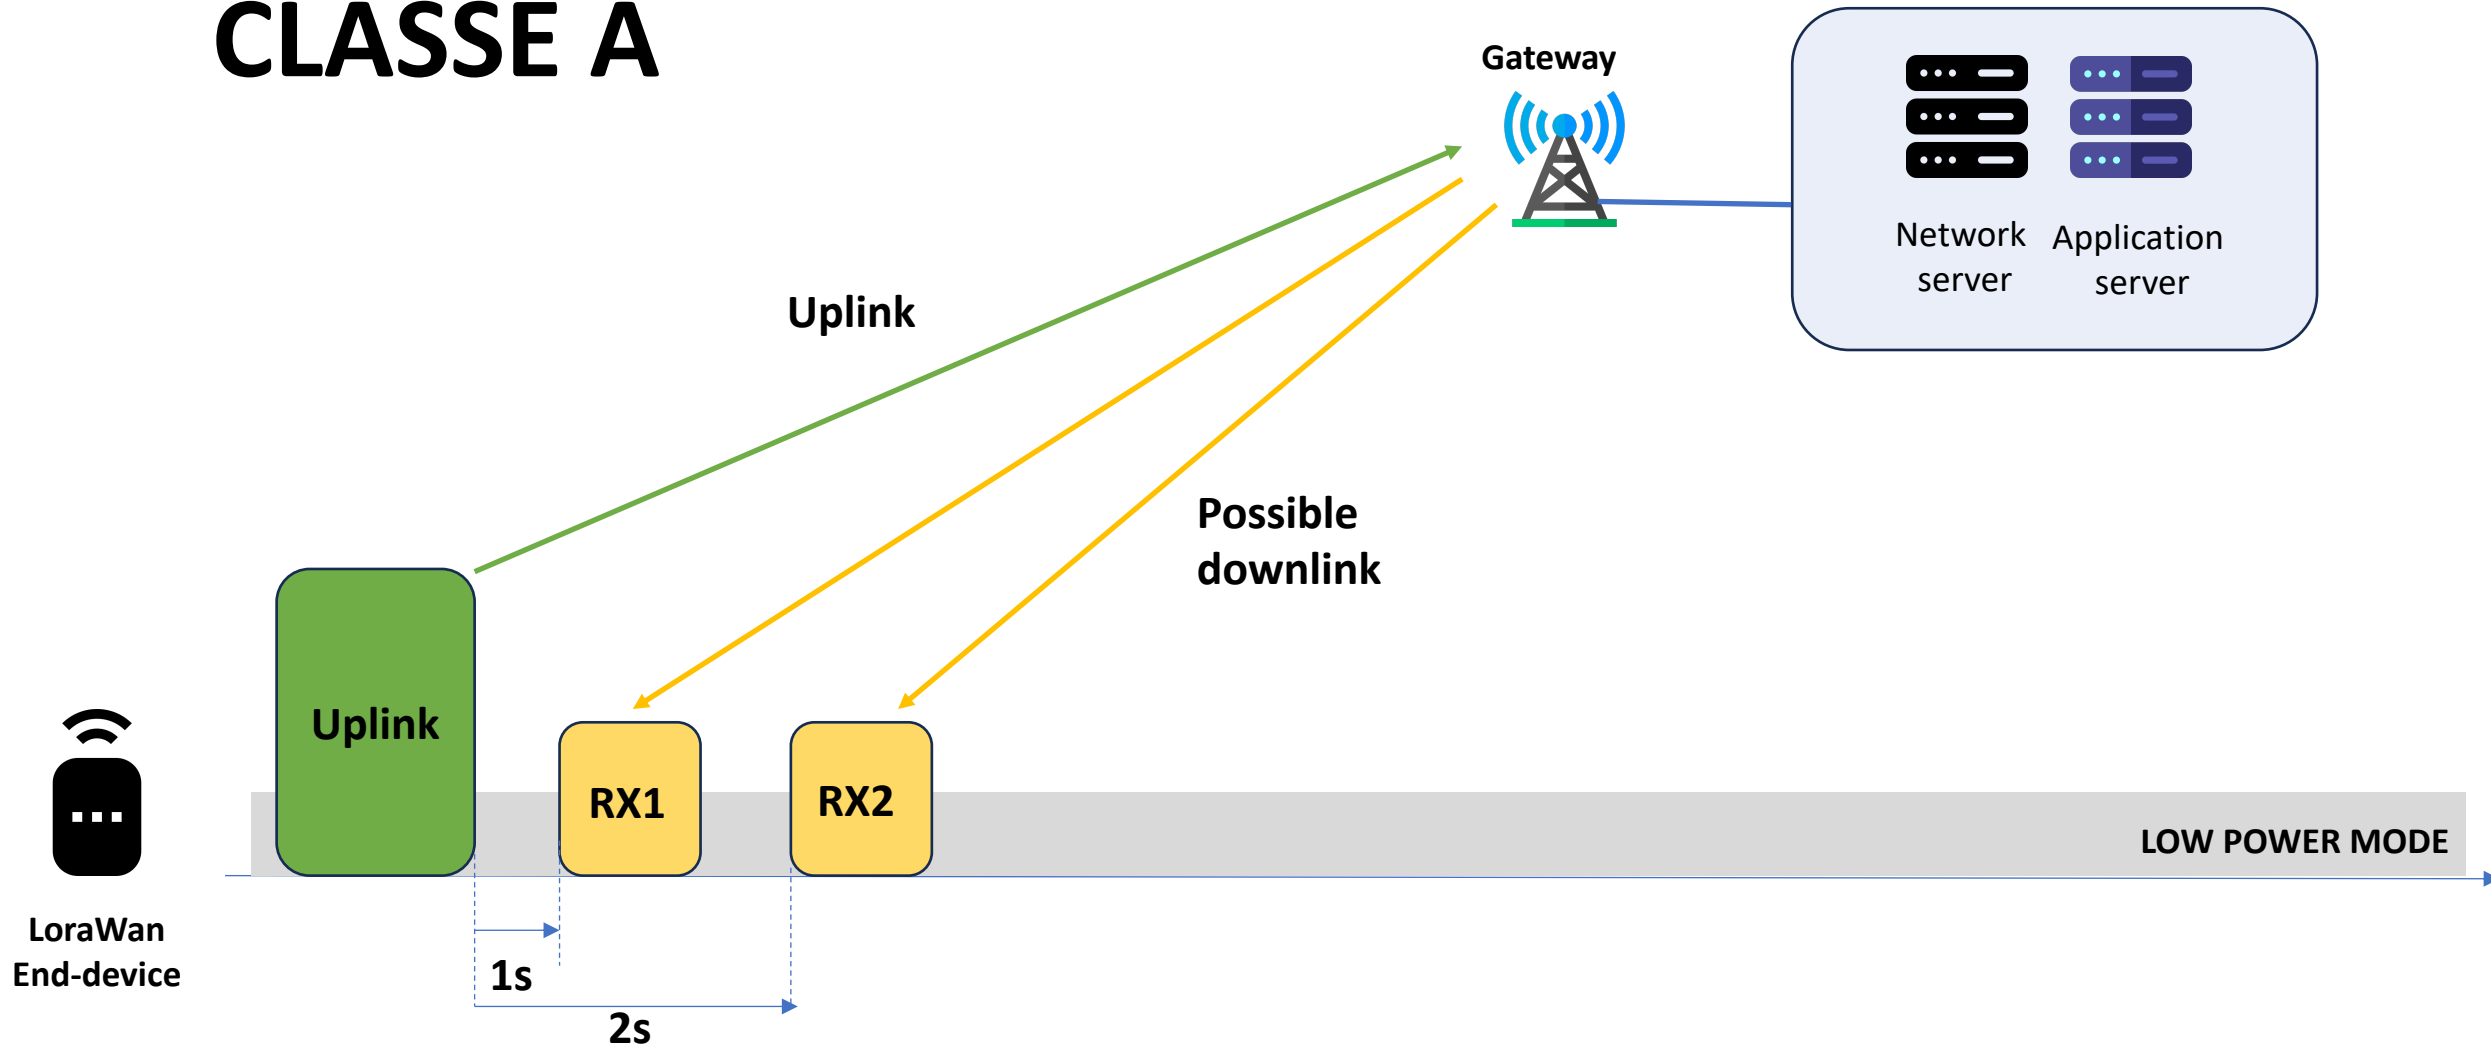 CLASSE A
Gateway
Network
server
Application
server
Uplink
Possible
downlink
Uplink
RX1
RX2
LOW POWER MODE
LoraWan
End-device
1s
2s